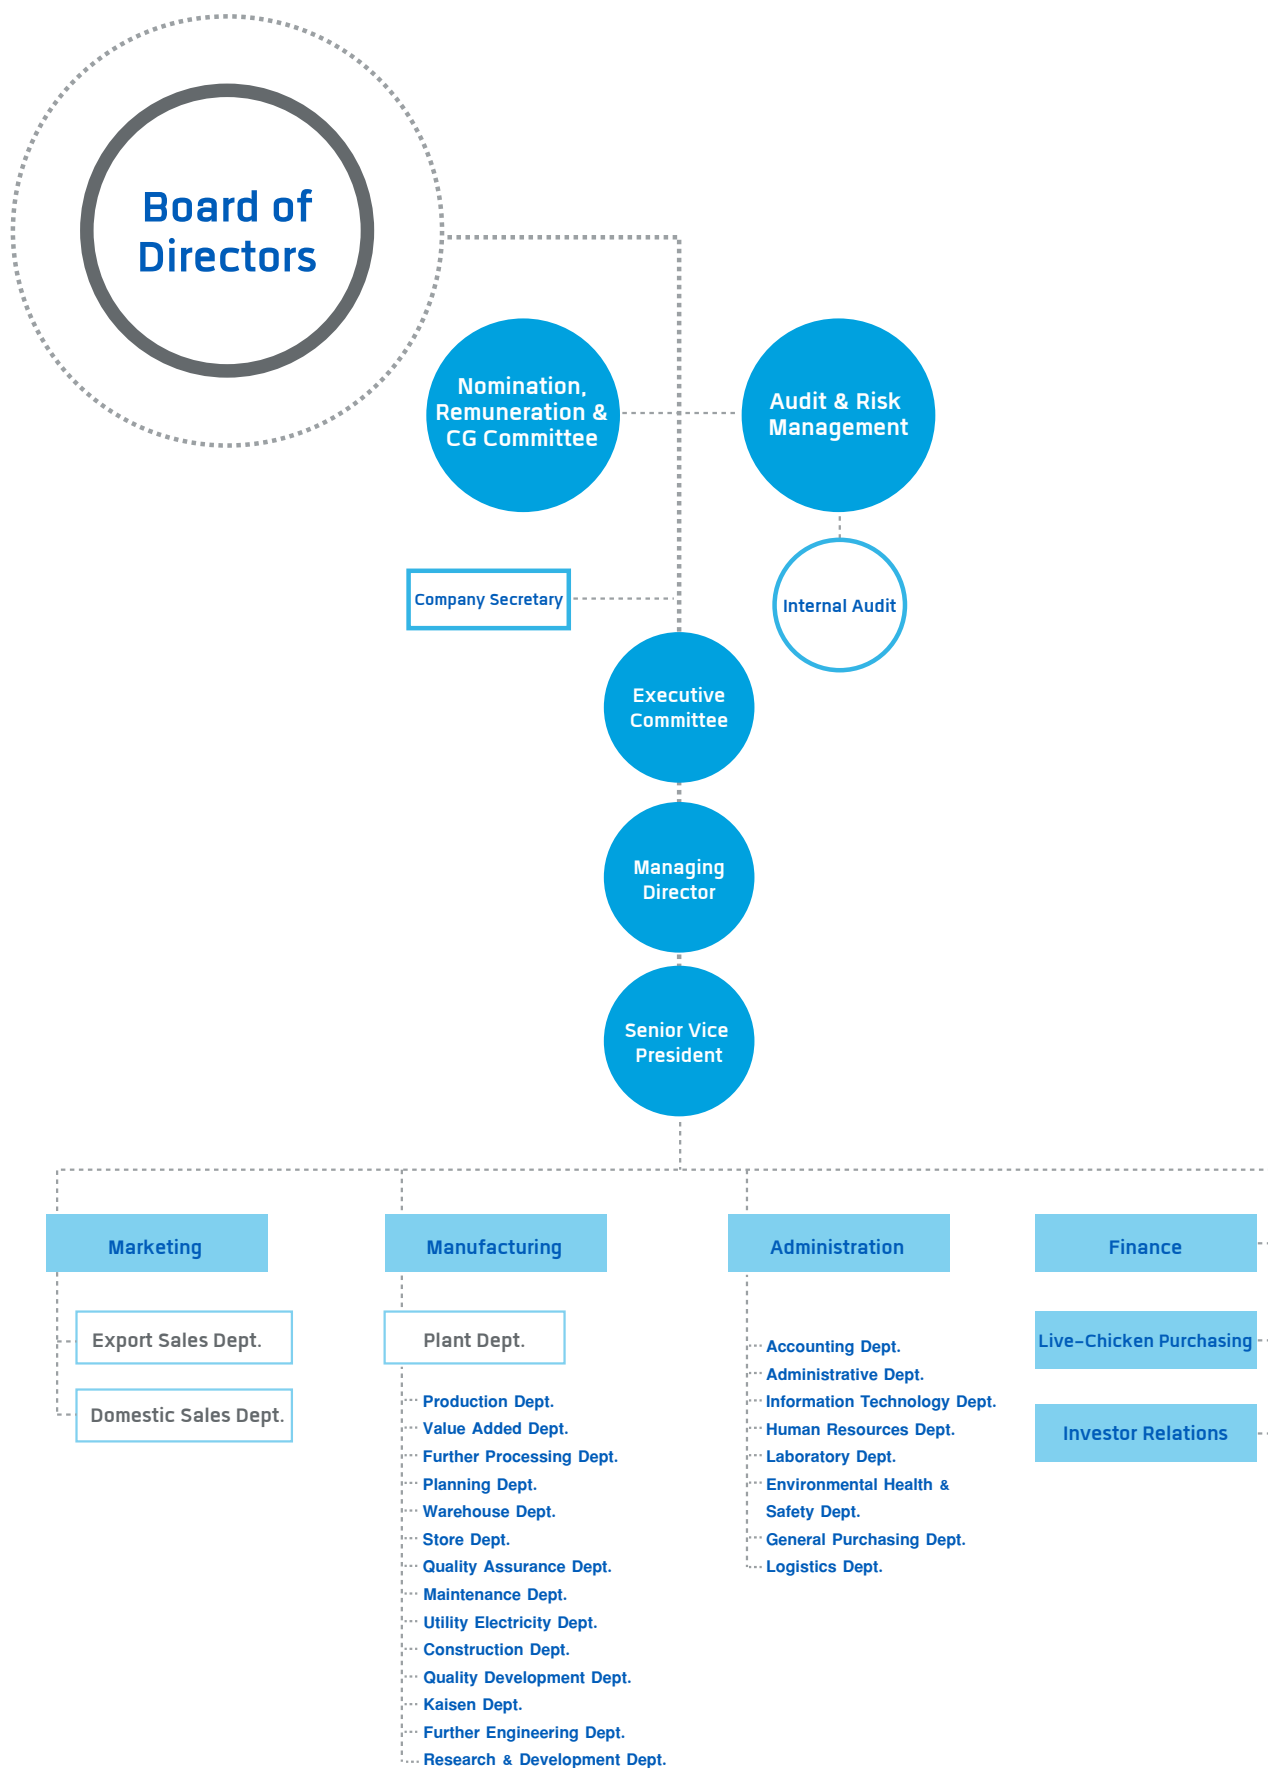 Board of
Directors
Nomination,
Remuneration &
CG Committee
Audit & Risk
Management
Company Secretary
Internal Audit
Executive
Committee
Managing
Director
Senior Vice
President
Marketing
Export Sales Dept.
Domestic Sales Dept.
Manufacturing
Plant Dept.
Production Dept.
Value Added Dept.
Further Processing Dept.
Planning Dept.
Warehouse Dept.
Store Dept.
Quality Assurance Dept.
Maintenance Dept.
Utility Electricity Dept.
Construction Dept.
Quality Development Dept.
Kaisen Dept.
Further Engineering Dept.
Research & Development Dept.
Administration
Accounting Dept.
Administrative Dept.
Information Technology Dept.
Human Resources Dept.
Laboratory Dept.
Environmental Health &
Safety Dept.
General Purchasing Dept.
Logistics Dept.
Finance
Live-Chicken Purchasing
Investor Relations